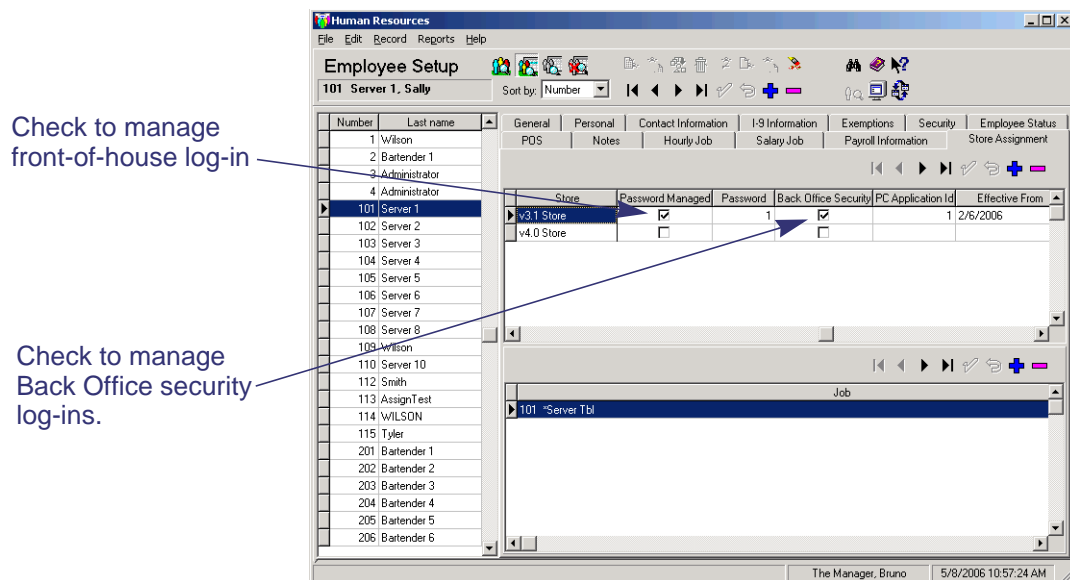 Human Resources
File Edit Record Reports Help
Employee Setup
101 Server 1, Sally
Sort by: Number
Check to manage
front-of-house log-in
Check to manage
Back Office security
log-ins.
Number Last name
1 Wilson
2 Bartender 1
3 Administrator
4 Administrator
101 Server 1
102 Server 2
103 Server 3
104 Server 4
105 Server 5
106 Server 6
107 Server 7
108 Server 8
109 Wilson
110 Server 10
112 Smith
113 AssignTest
114 WILSON
115 Tyler
201 Bartender 1
202 Bartender 2
203 Bartender 3
204 Bartender 4
205 Bartender 5
206 Bartender 6
General Personal Contact Information I-9 Information Exemptions Security Employee Status
POS Notes Hourly Job Salary Job Payroll Information Store Assignment
Store Password Managed Password Back Office Security PC Application Id Effective From
v3.1 Store 1 1 2/6/2006
v4.0 Store
Job
101 *Server Tbl
The Manager, Bruno 5/8/2006 10:57:24 AM